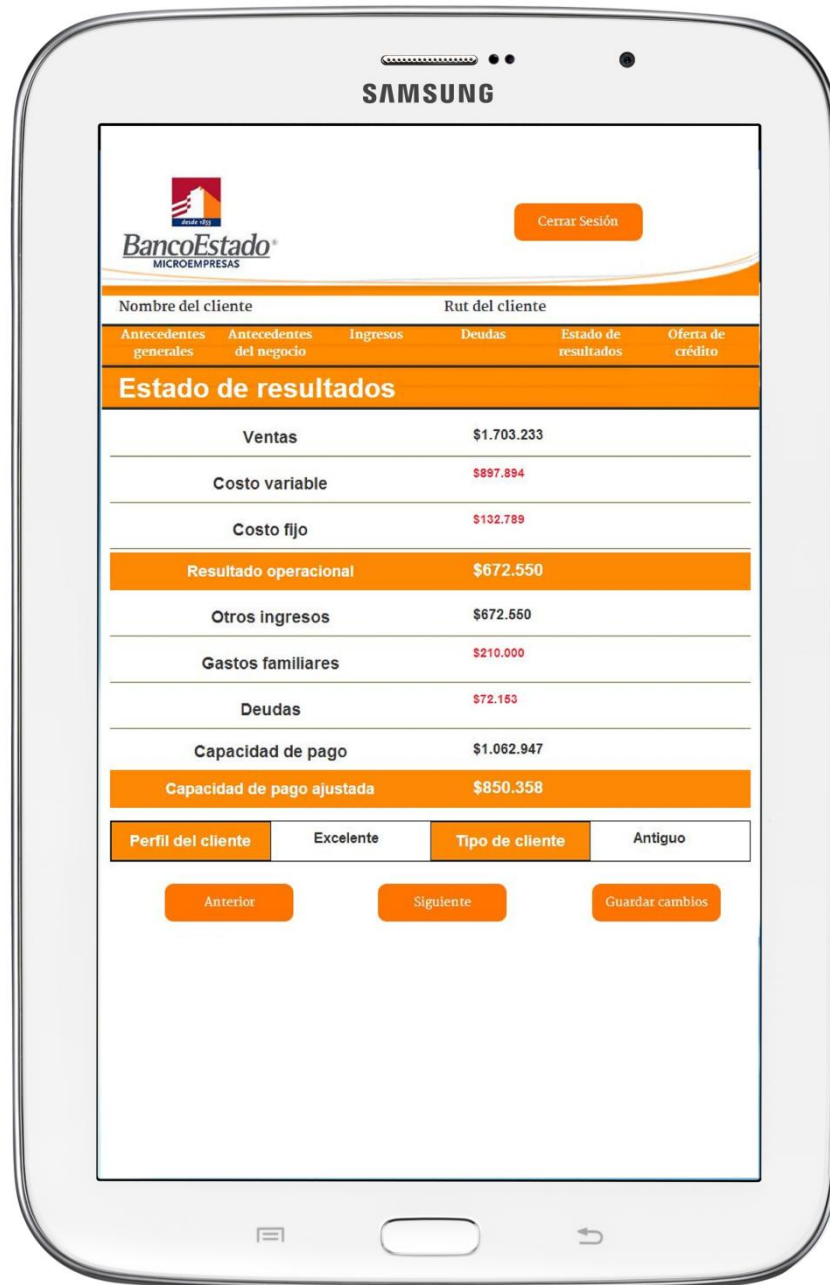 SAMSUNG
desde 1855
BancoEstado®
MICROEMPRESAS
Cerrar Sesión
Nombre del cliente Rut del cliente
Antecedentes generales Antecedentes del negocio Ingresos Deudas Estado de resultados Oferta de crédito
Estado de resultados
Ventas $1.703.233
Costo variable $897.894
Costo fijo $132.789
Resultado operacional $672.550
Otros ingresos $672.550
Gastos familiares $210.000
Deudas $72.153
Capacidad de pago $1.062.947
Capacidad de pago ajustada $850.358
Perfil del cliente Excelente Tipo de cliente Antiguo
Anterior Siguiente Guardar cambios